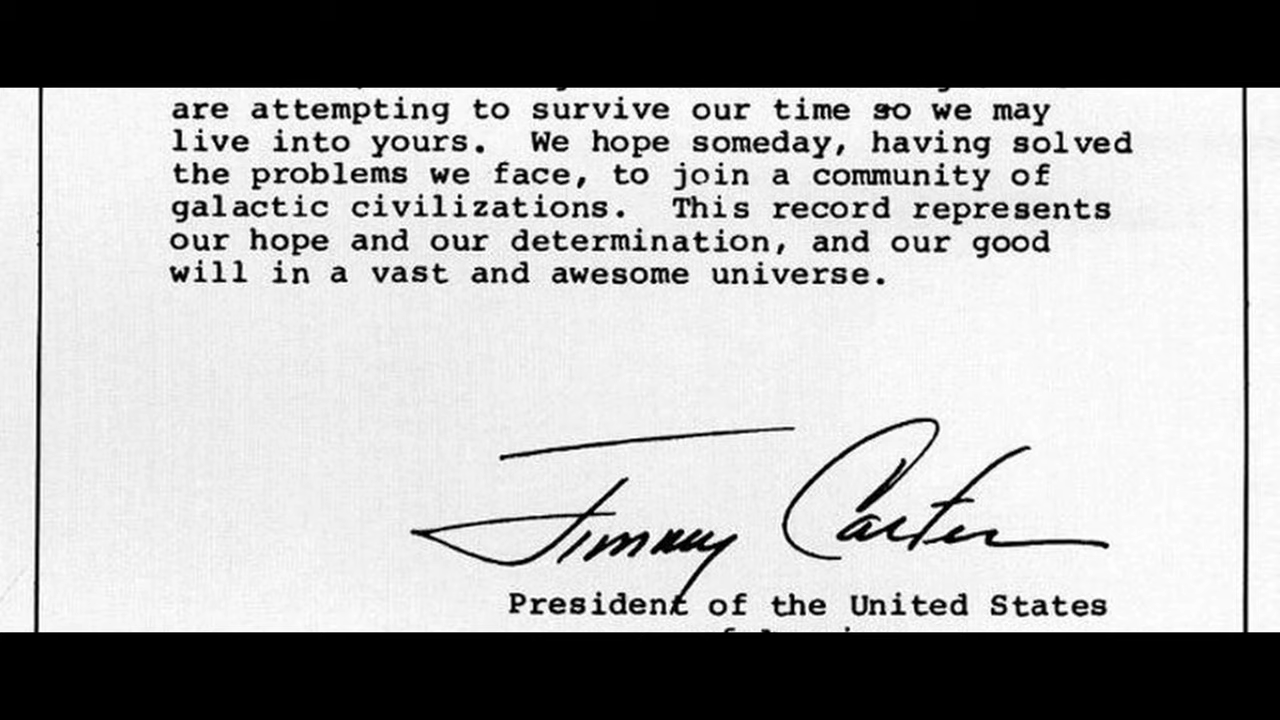 are attempting to survive our time so we may
live into yours.  We hope someday, having solved
the problems we face, to join a community of
galactic civilizations.  This record represents
our hope and our determination, and our good
will in a vast and awesome universe.
Jimmy Carter
President of the United States